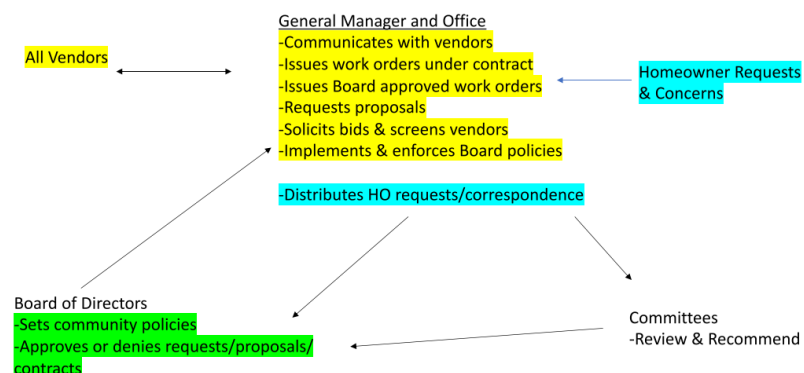 General Manager and Office
-Communicates with vendors
-Issues work orders under contract
-Issues Board approved work orders
-Requests proposals
-Solicits bids & screens vendors
-Implements & enforces Board policies
-Distributes HO requests/correspondence
All Vendors
Homeowner Requests
& Concerns
Board of Directors
-Sets community policies
-Approves or denies requests/proposals/
contracts
Committees
-Review & Recommend